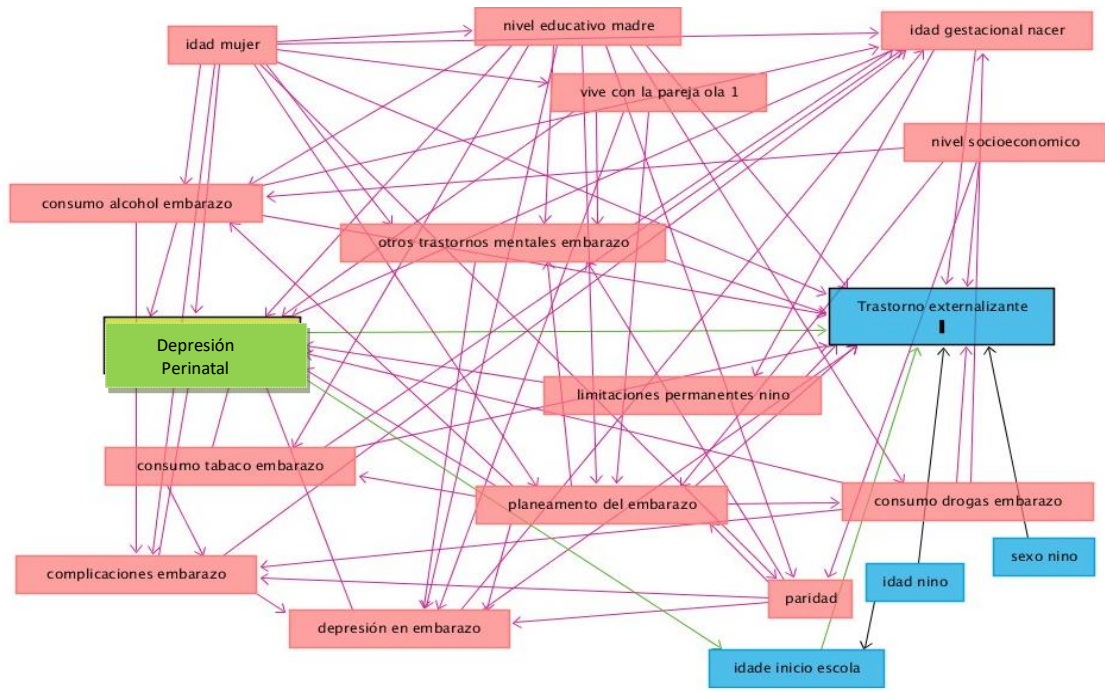 nivel educativo madre
idad mujer
idad gestacional nacer
vive con la pareja ola 1
nivel socioeconomico
consumo alcohol embarazo
otros trastornos mentales embarazo
Trastorno externalizante
Depresión
Perinatal
limitaciones permanentes nino
consumo tabaco embarazo
planeamento del embarazo
consumo drogas embarazo
sexo nino
complicaciones embarazo
idad nino
paridad
depresión en embarazo
idade inicio escola